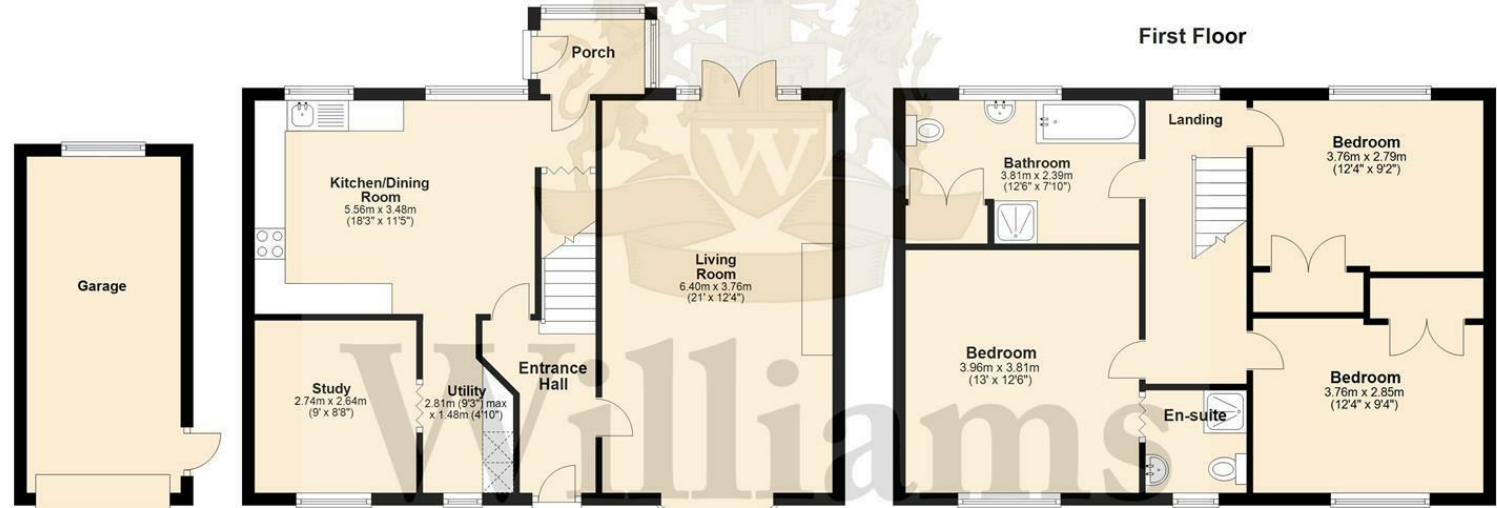 First Floor
Porch
Landing
Bedroom
3.76m x 2.79m
(12'4" x 9'2")
Bathroom
3.81m x 2.39m
(12'6" x 7'10")
Kitchen/Dining
Room
5.56m x 3.48m
(18'3" x 11'5")
W
Living
Room
6.40m x 3.76m
(21' x 12'4")
Garage
Williams
Study
2.74m x 2.64m
(9' x 8'8")
Utility
2.81m (9'3") max
x 1.48m (4'10")
Entrance
Hall
Bedroom
3.96m x 3.81m
(13' x 12'6")
En-suite
Bedroom
3.76m x 2.85m
(12'4" x 9'4")